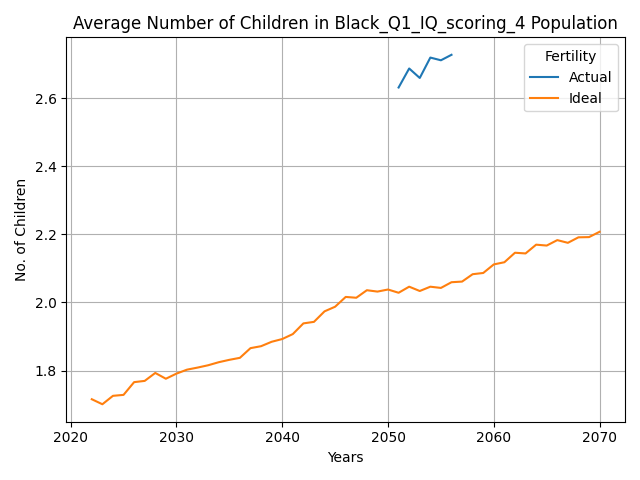 Average Number of Children in Black_Q1_IQ_scoring_4 Population
Fertility
Actual
Ideal
No. of Children
2.6
2.4
2.2
2.0
1.8
2020 2030 2040 2050 2060 2070
Years